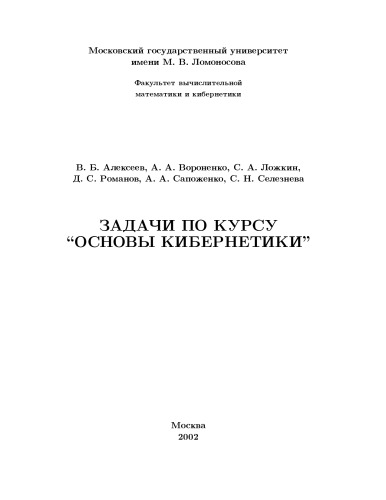 Московский государственный университет
имени М. В. Ломоносова
Факультет вычислительной
математики и кибернетики
В. Б. Алексеев, А. А. Вороненко, С. А. Ложкин,
Д. С. Романов, А. А. Сапоженко, С. Н. Селезнева
ЗАДАЧИ ПО КУРСУ
“ОСНОВЫ КИБЕРНЕТИКИ”
Москва
2002